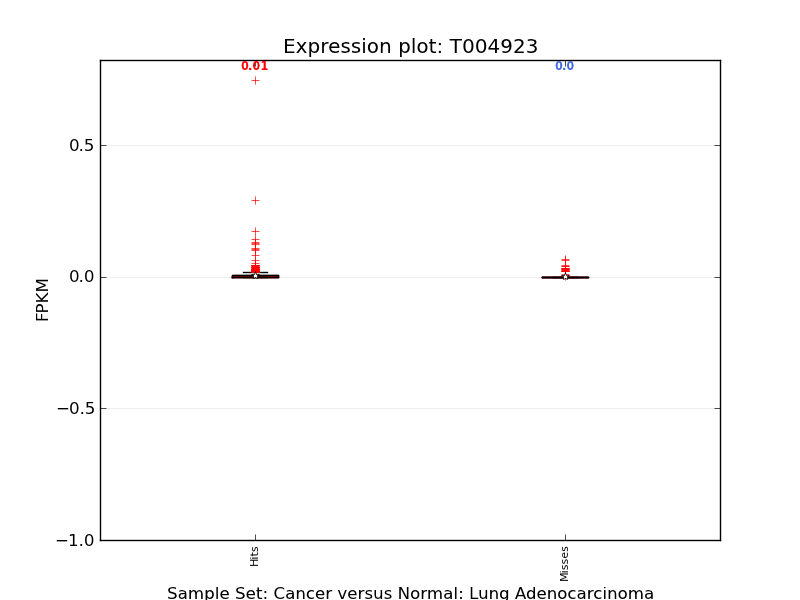 Expression plot: T004923
0.01
0.0
0.5
0.0
−0.5
−1.0
FPKM
Hits
Misses
Sample Set: Cancer versus Normal: Lung Adenocarcinoma